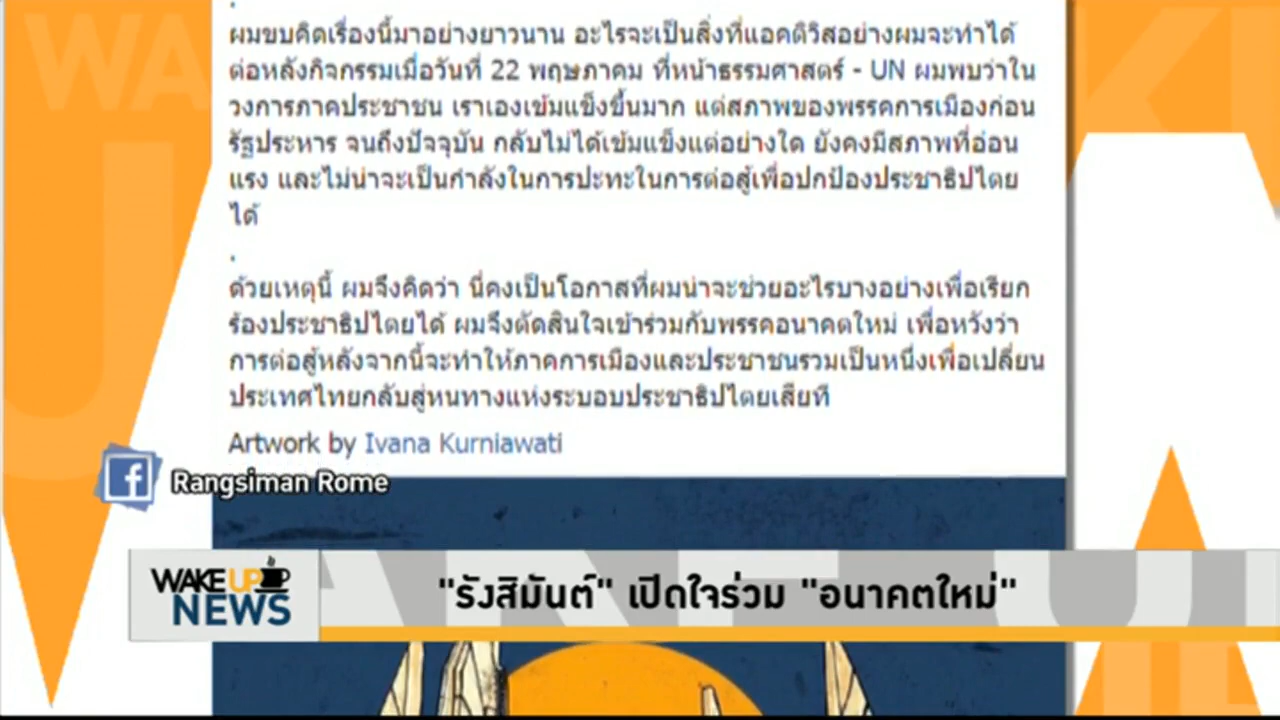 ผมขบคิดเรื่องนี้มาอย่างยาวนาน อะไรจะเป็นสิ่งที่แอคติวิสอย่างผมจะทำได้
ต่อหลังกิจกรรมเมื่อวันที่ 22 พฤษภาคม ที่หน้าธรรมศาสตร์ - UN ผมพบว่าใน
วงการภาคประชาชน เราเองเข้มแข็งขึ้นมาก แต่สภาพของพรรคการเมืองก่อน
รัฐประหาร จนถึงปัจจุบัน กลับไม่ได้เข้มแข็งแต่อย่างใด ยังคงมีสภาพที่อ่อน
แรง และไม่น่าจะเป็นกำลังในการปะทะในการต่อสู้เพื่อปกป้องประชาธิปไตย
ได้
.
ด้วยเหตุนี้ ผมจึงคิดว่า นี่คงเป็นโอกาสที่ผมน่าจะช่วยอะไรบางอย่างเพื่อเรียก
ร้องประชาธิปไตยได้ ผมจึงตัดสินใจเข้าร่วมกับพรรคอนาคตใหม่ เพื่อหวังว่า
การต่อสู้หลังจากนี้จะทำให้ภาคการเมืองและประชาชนรวมเป็นหนึ่งเพื่อเปลี่ยน
ประเทศไทยกลับสู่หนทางแห่งระบอบประชาธิปไตยเสียที
Artwork by Ivana Kurniawati
f Rangsiman Rome
WAKE UP
NEWS
"รังสิมันต์" เปิดใจร่วม "อนาคตใหม่"